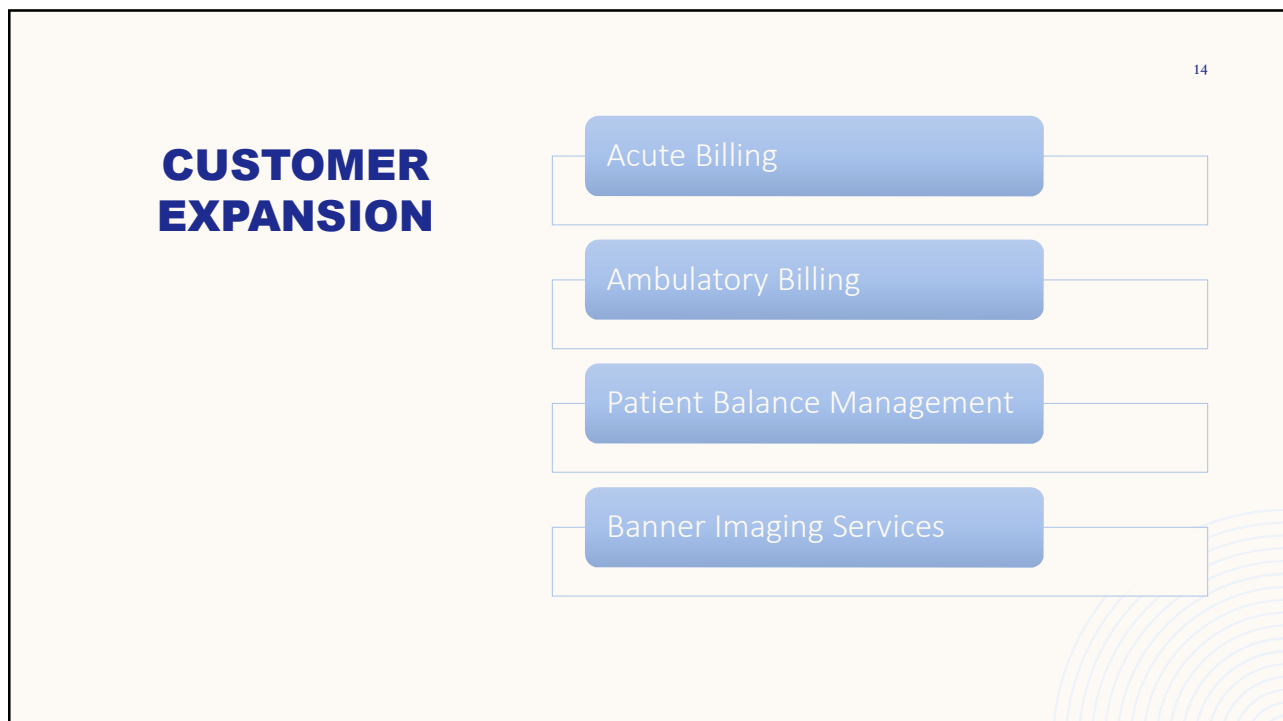 14
CUSTOMER
EXPANSION
Acute Billing
Ambulatory Billing
Patient Balance Management
Banner Imaging Services